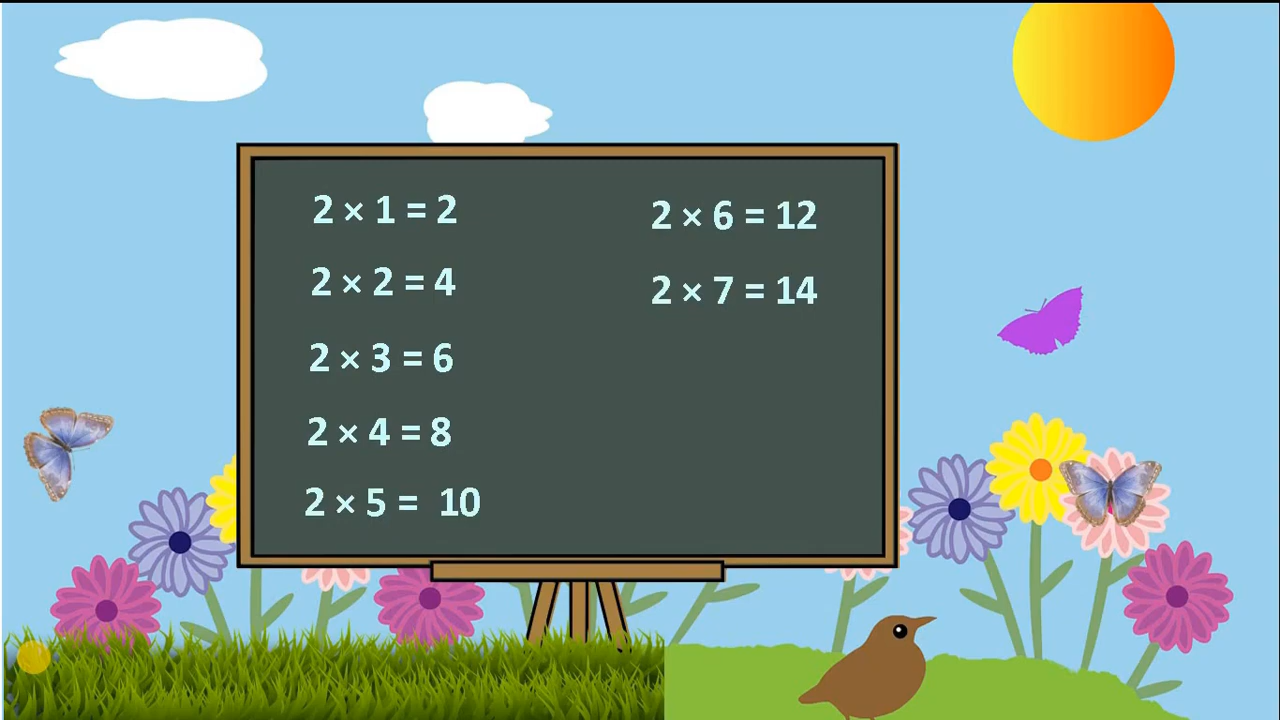 2 × 1 = 2
2 × 2 = 4
2 × 3 = 6
2 × 4 = 8
2 × 5 = 10
2 × 6 = 12
2 × 7 = 14